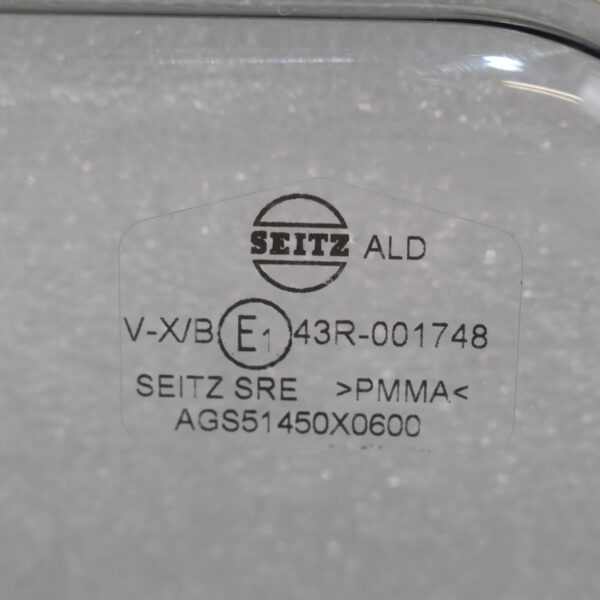 SEITZ ALD
V-X/B E1 43R-001748
SEITZ SRE >PMMA<
AGS51450X0600